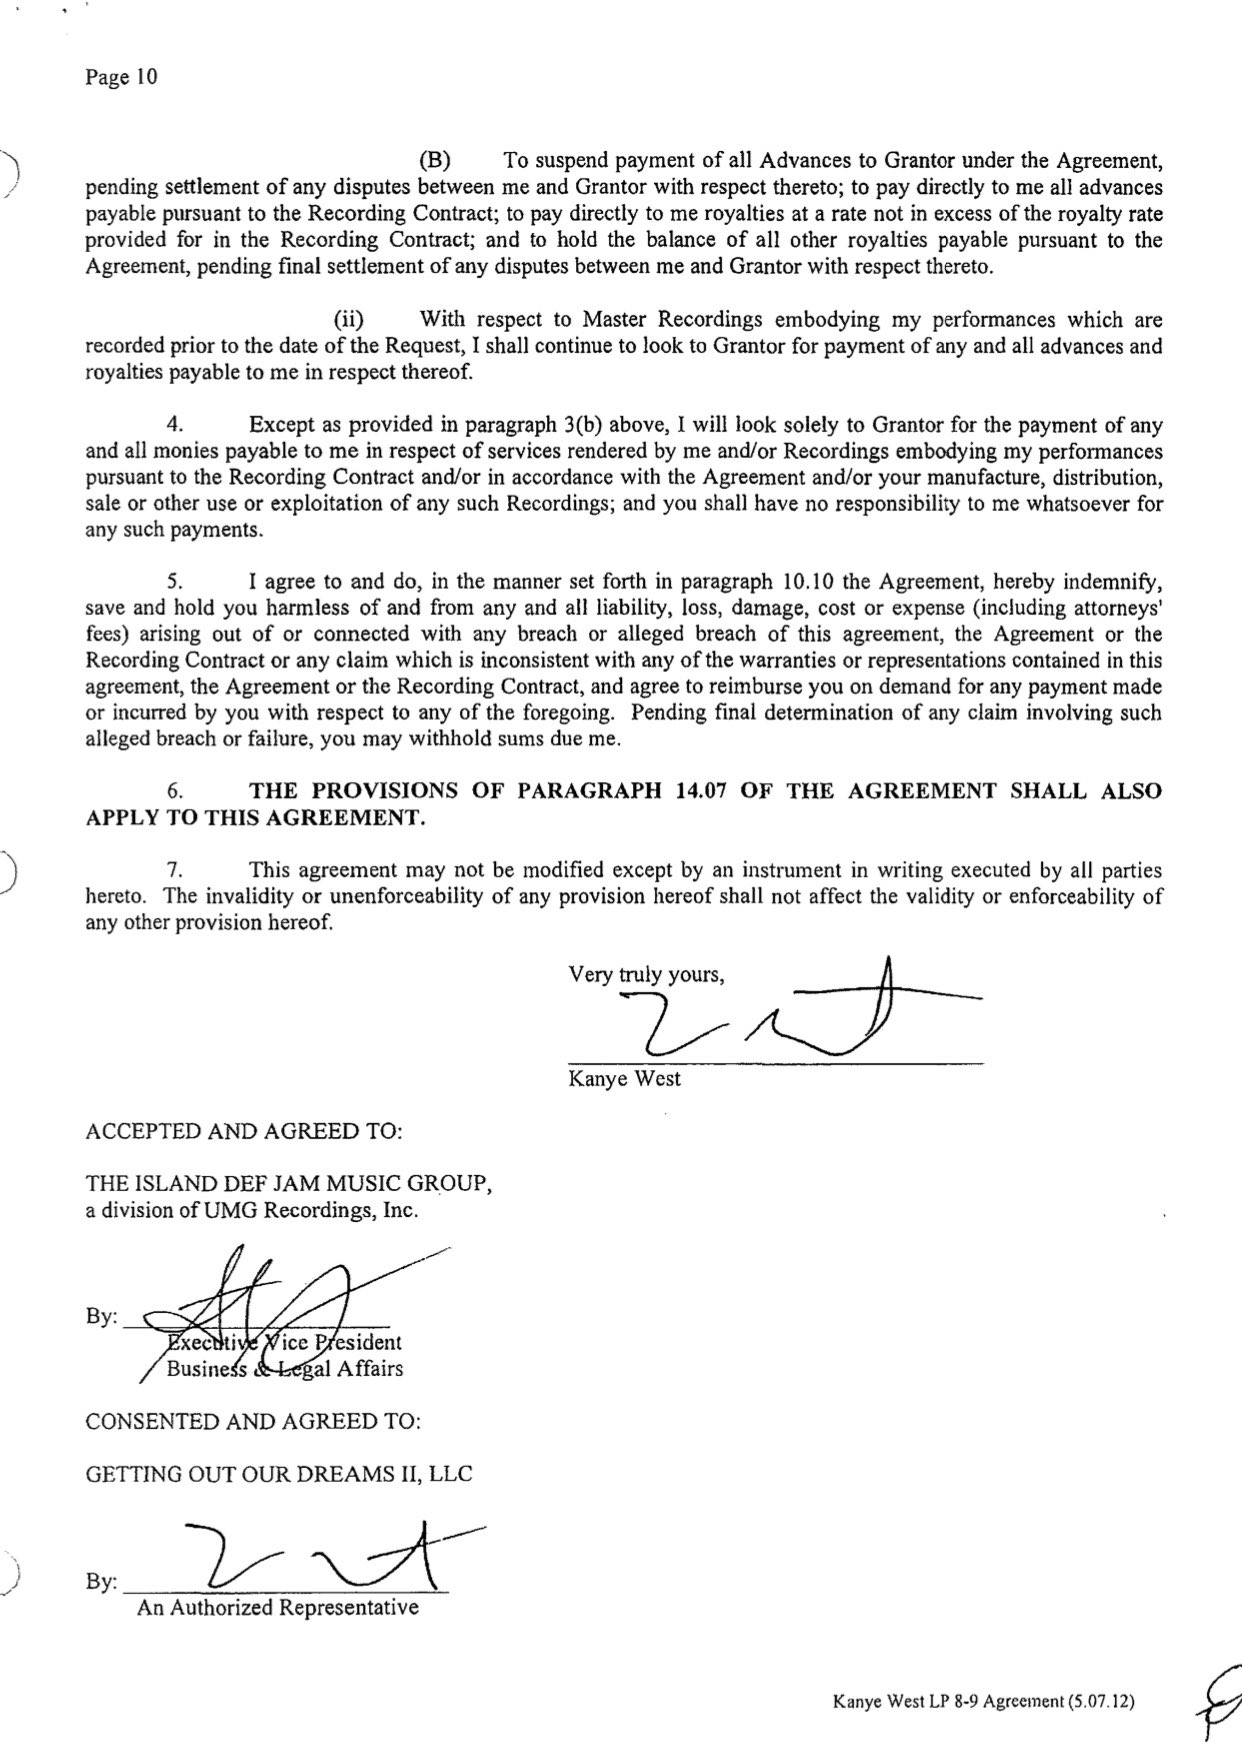 Page 10
(B) To suspend payment of all Advances to Grantor under the Agreement,
pending settlement of any disputes between me and Grantor with respect thereto; to pay directly to me all advances
payable pursuant to the Recording Contract; to pay directly to me royalties at a rate not in excess of the royalty rate
provided for in the Recording Contract; and to hold the balance of all other royalties payable pursuant to the
Agreement, pending final settlement of any disputes between me and Grantor with respect thereto.
(ii) With respect to Master Recordings embodying my performances which are
recorded prior to the date of the Request, I shall continue to look to Grantor for payment of any and all advances and
royalties payable to me in respect thereof.
4. Except as provided in paragraph 3(b) above, I will look solely to Grantor for the payment of any
and all monies payable to me in respect of services rendered by me and/or Recordings embodying my performances
pursuant to the Recording Contract and/or in accordance with the Agreement and/or your manufacture, distribution,
sale or other use or exploitation of any such Recordings; and you shall have no responsibility to me whatsoever for
any such payments.
5. I agree to and do, in the manner set forth in paragraph 10.10 the Agreement, hereby indemnify,
save and hold you harmless of and from any and all liability, loss, damage, cost or expense (including attorneys'
fees) arising out of or connected with any breach or alleged breach of this agreement, the Agreement or the
Recording Contract or any claim which is inconsistent with any of the warranties or representations contained in this
agreement, the Agreement or the Recording Contract, and agree to reimburse you on demand for any payment made
or incurred by you with respect to any of the foregoing. Pending final determination of any claim involving such
alleged breach or failure, you may withhold sums due me.
6. THE PROVISIONS OF PARAGRAPH 14.07 OF THE AGREEMENT SHALL ALSO
APPLY TO THIS AGREEMENT.
7. This agreement may not be modified except by an instrument in writing executed by all parties
hereto. The invalidity or unenforceability of any provision hereof shall not affect the validity or enforceability of
any other provision hereof.
Very truly yours,
Kanye West
ACCEPTED AND AGREED TO:
THE ISLAND DEF JAM MUSIC GROUP,
a division of UMG Recordings, Inc.
By:
Executive Vice President
Business & Legal Affairs
CONSENTED AND AGREED TO:
GETTING OUT OUR DREAMS II, LLC
By:
An Authorized Representative
Kanye West LP 8-9 Agreement (5.07.12)